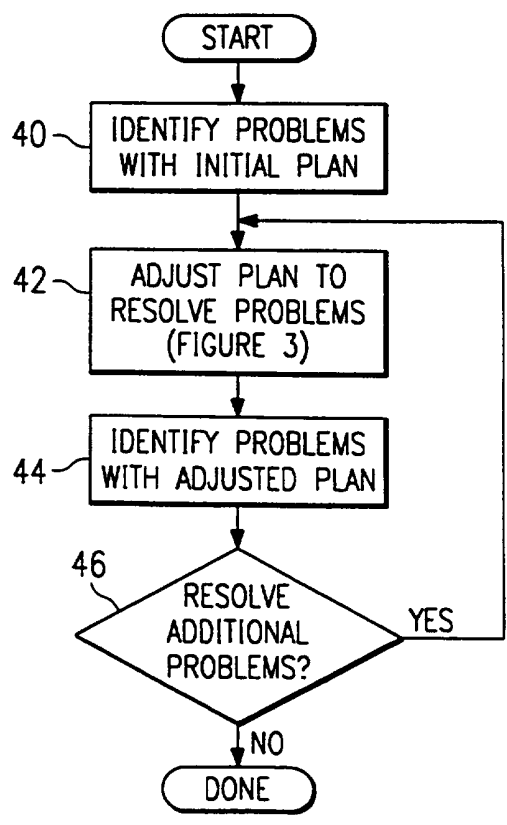 START
40
IDENTIFY PROBLEMS
WITH INITIAL PLAN
42
ADJUST PLAN TO
RESOLVE PROBLEMS
(FIGURE 3)
44
IDENTIFY PROBLEMS
WITH ADJUSTED PLAN
46
RESOLVE
ADDITIONAL
PROBLEMS?
YES
NO
DONE